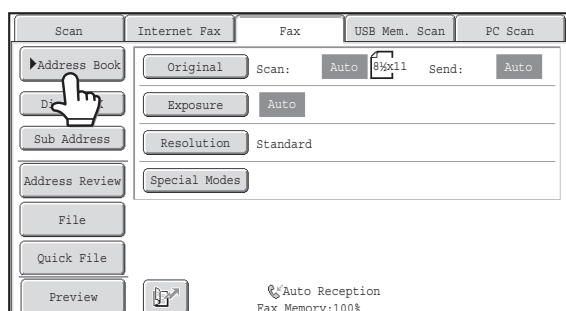 Scan Internet Fax Fax USB Mem. Scan PC Scan
Address Book
Original Scan: Auto 8½x11 Send: Auto
Exposure Auto
Sub Address
Resolution Standard
Address Review
Special Modes
File
Quick File
Preview
Auto Reception
Fax Memory:100%